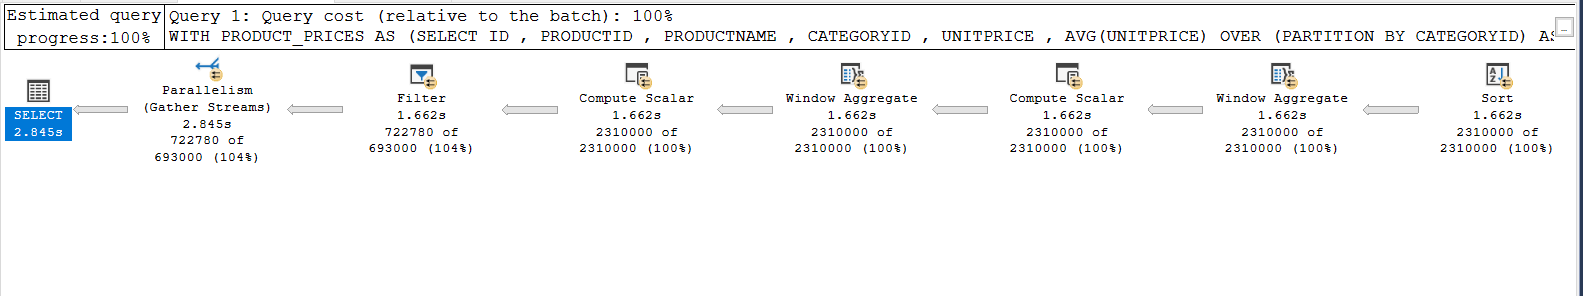 Estimated query
progress:100%
Query 1: Query cost (relative to the batch): 100%
WITH PRODUCT_PRICES AS (SELECT ID , PRODUCTID , PRODUCTNAME , CATEGORYID , UNITPRICE , AVG(UNITPRICE) OVER (PARTITION BY CATEGORYID) AS
SELECT
2.845s
Parallelism
(Gather Streams)
2.845s
722780 of
693000 (104%)
Filter
1.662s
722780 of
693000 (104%)
Compute Scalar
1.662s
2310000 of
2310000 (100%)
Window Aggregate
1.662s
2310000 of
2310000 (100%)
Compute Scalar
1.662s
2310000 of
2310000 (100%)
Window Aggregate
1.662s
2310000 of
2310000 (100%)
Sort
1.662s
2310000 of
2310000 (100%)